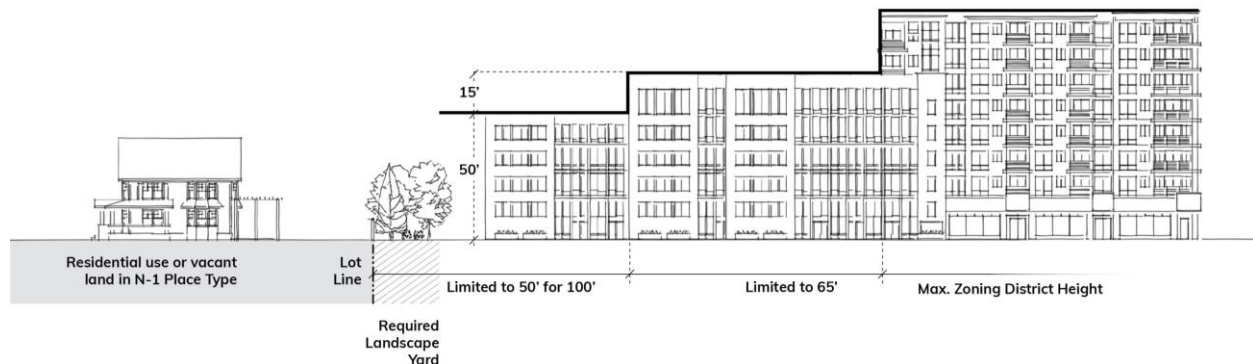 15'
50'
Residential use or vacant
land in N-1 Place Type
Lot
Line
Limited to 50' for 100'
Limited to 65'
Max. Zoning District Height
Required
Landscape
Yard